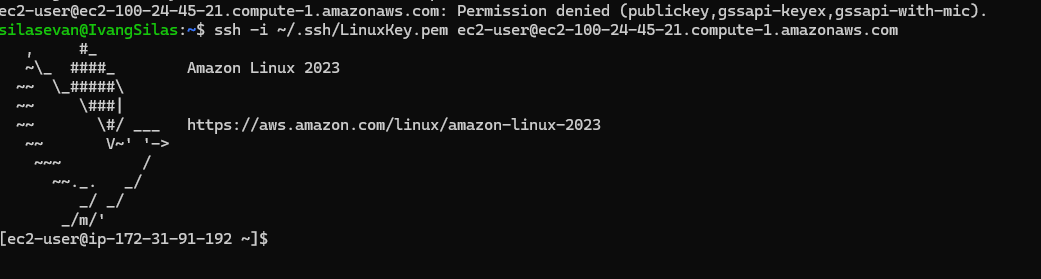 ec2-user@ec2-100-24-45-21.compute-1.amazonaws.com: Permission denied (publickey,gssapi-keyex,gssapi-with-mic).
silasevan@IvangSilas:~$ ssh -i ~/.ssh/LinuxKey.pem ec2-user@ec2-100-24-45-21.compute-1.amazonaws.com
   ,     #_
   ~\_  ####_        Amazon Linux 2023
  ~~  \_#####\
  ~~     \###|
  ~~       \#/ ___   https://aws.amazon.com/linux/amazon-linux-2023
   ~~       V~' '->
    ~~~         /
      ~~._.   _/
         _/ _/
       _/m/'
[ec2-user@ip-172-31-91-192 ~]$